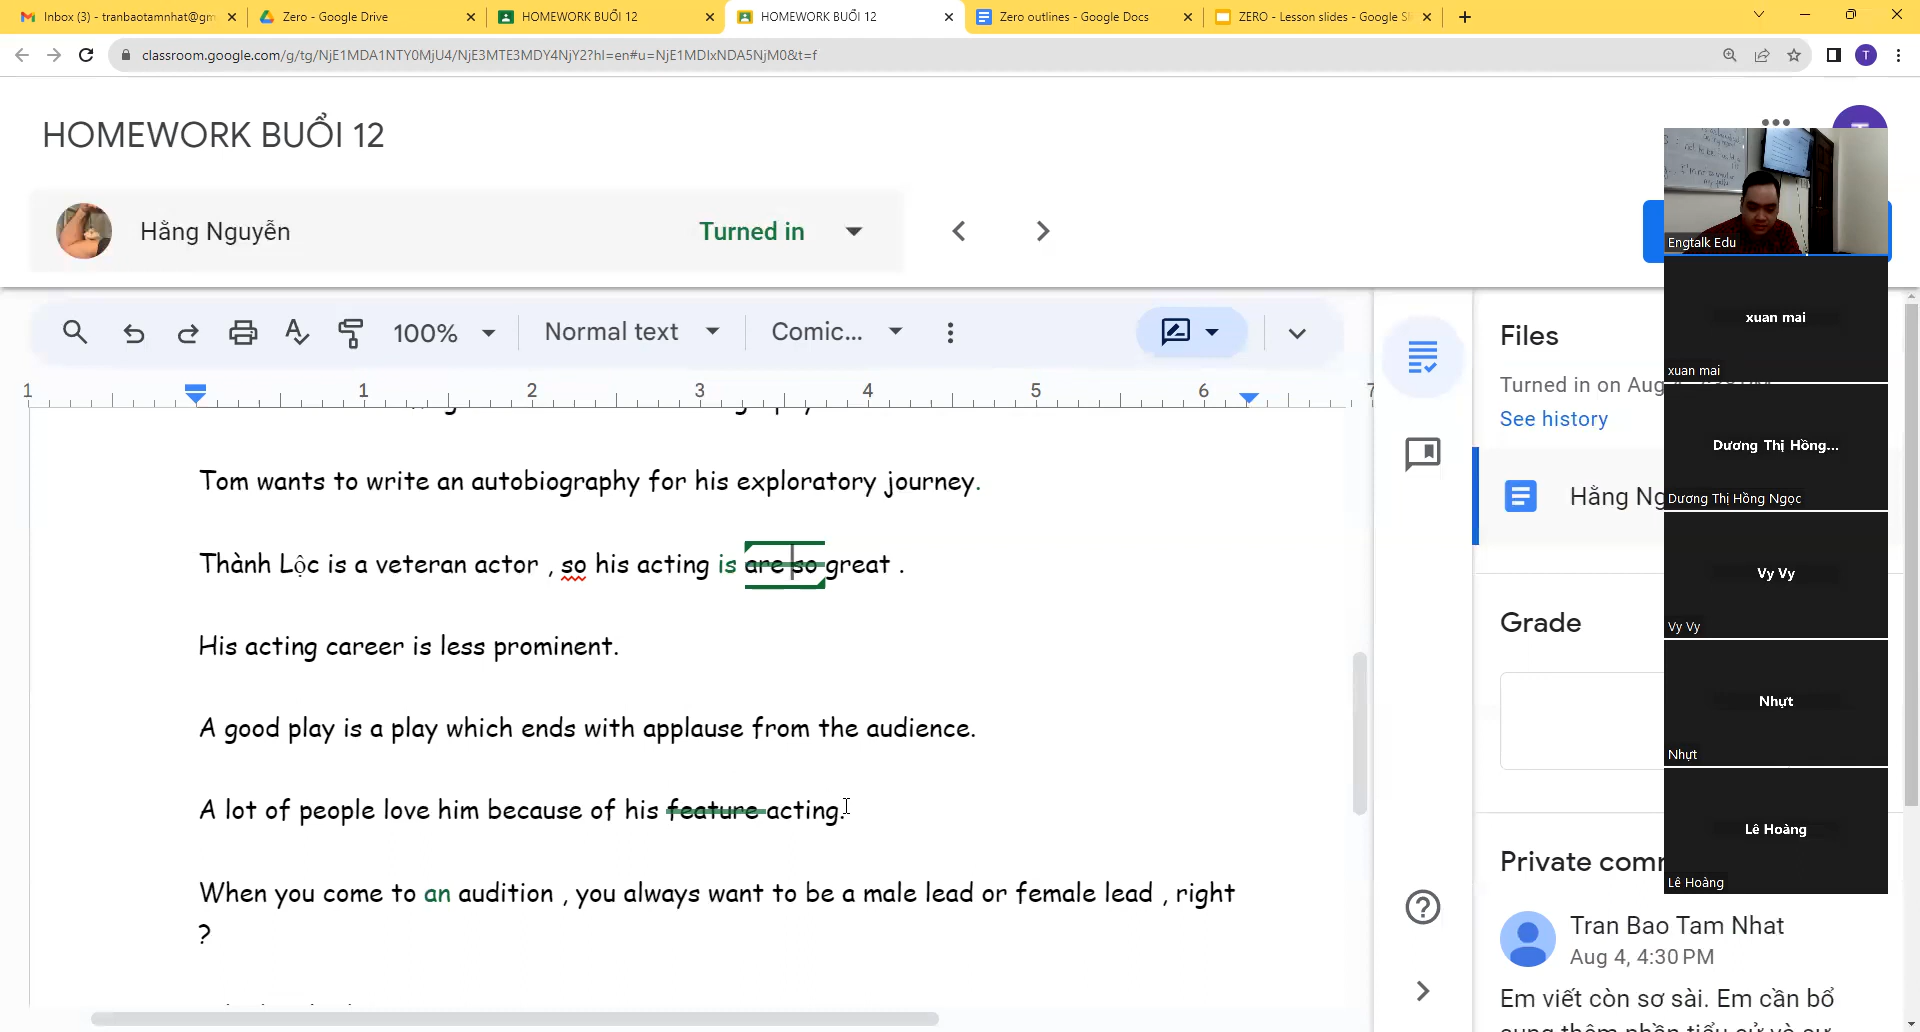 Inbox (3) - tranbaotamnhat@gm
Zero - Google Drive
HOMEWORK BUỔI 12
HOMEWORK BUỔI 12
Zero outlines - Google Docs
ZERO - Lesson slides - Google Sl
classroom.google.com/g/tg/NjE1MDA1NTY0MjU4/NjE3MTE3MDY4NjY2?hl=en#u=NjE1MDIxNDA5NjM0&t=f
T
HOMEWORK BUỔI 12
Hằng Nguyễn
Turned in
100%
Normal text
Comic...
1 1 2 3 4 5 6 7
Tom wants to write an autobiography for his exploratory journey.
Thành Lộc is a veteran actor , so his acting is are so great .
His acting career is less prominent.
A good play is a play which ends with applause from the audience.
A lot of people love him because of his feature acting.
When you come to an audition , you always want to be a male lead or female lead , right
?
Files
Turned in on Aug
See history
Hằng Ng
Grade
Private com
Tran Bao Tam Nhat
Aug 4, 4:30 PM
Em viết còn sơ sài. Em cần bổ
Engtalk Edu
xuan mai
xuan mai
Dương Thị Hồng...
Dương Thị Hồng Ngọc
Vy Vy
Vy Vy
Nhựt
Nhựt
Lê Hoàng
Lê Hoàng